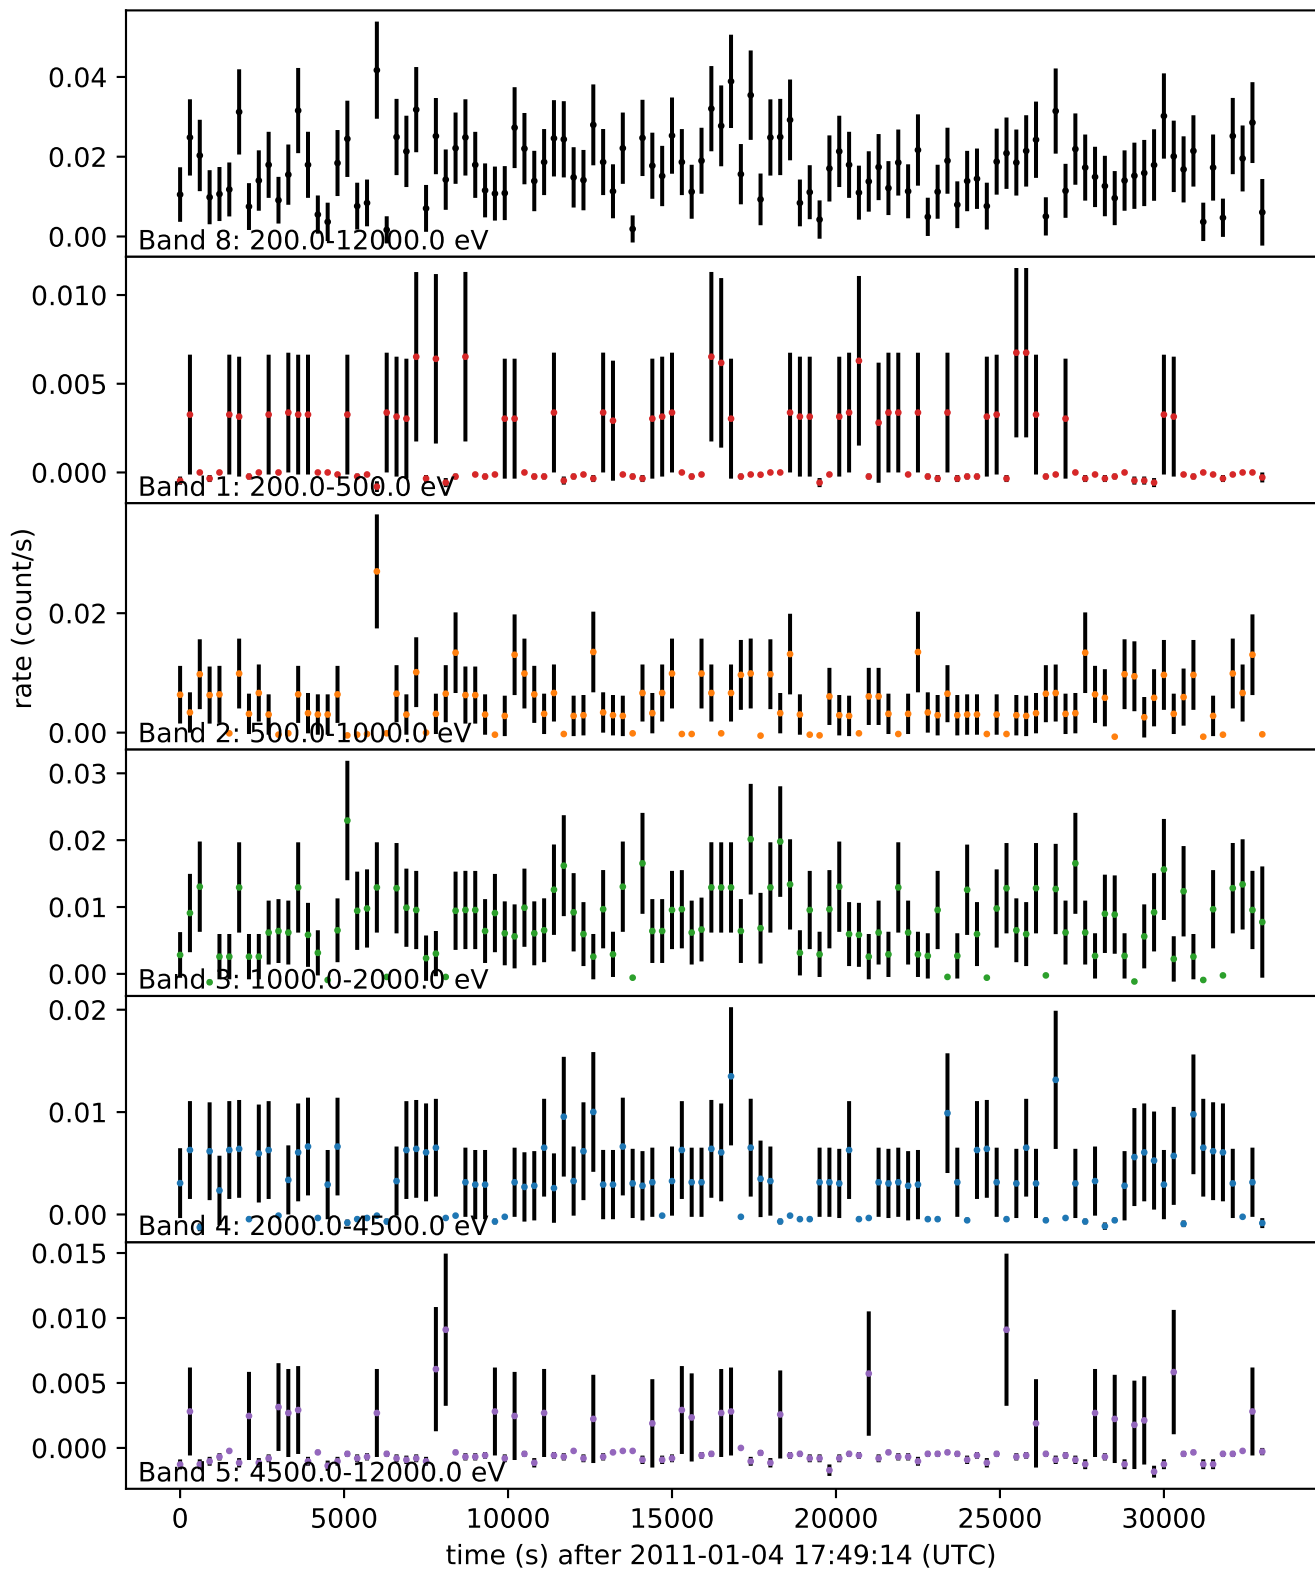 0.04
0.02
0.00
Band 8: 200.0-12000.0 eV
0.010
0.005
0.000
Band 1: 200.0-500.0 eV
rate (count/s)
0.02
0.00
Band 2: 500.0-1000.0 eV
0.03
0.02
0.01
0.00
Band 3: 1000.0-2000.0 eV
0.02
0.01
0.00
Band 4: 2000.0-4500.0 eV
0.015
0.010
0.005
0.000
Band 5: 4500.0-12000.0 eV
0 5000 10000 15000 20000 25000 30000
time (s) after 2011-01-04 17:49:14 (UTC)